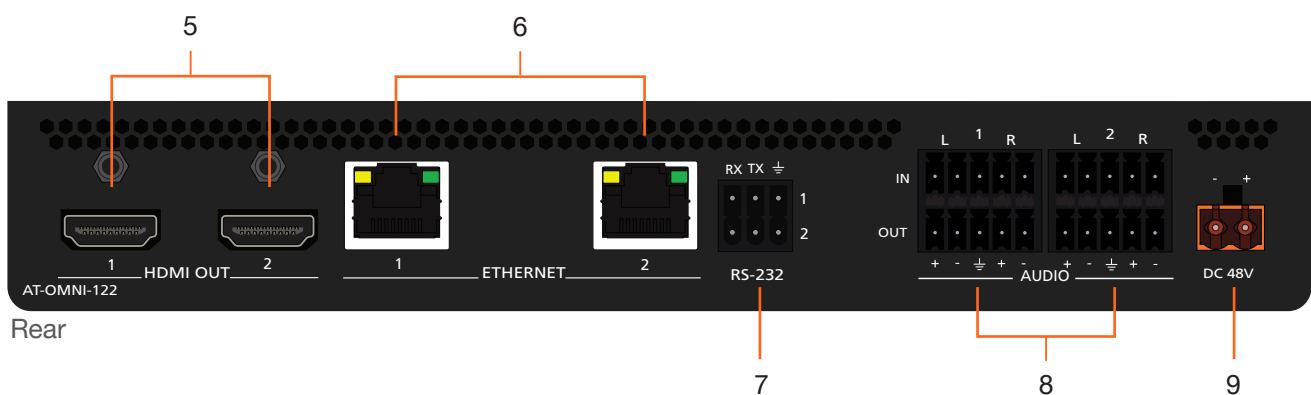 5
6
L 1 R
L 2 R
RX TX ⏚
IN
- +
1
2
OUT
1 HDMI OUT 2
1 ETHERNET 2
RS-232
+ - ⏚ + -
+ - ⏚ + -
AUDIO
DC 48V
AT-OMNI-122
Rear
7
8
9